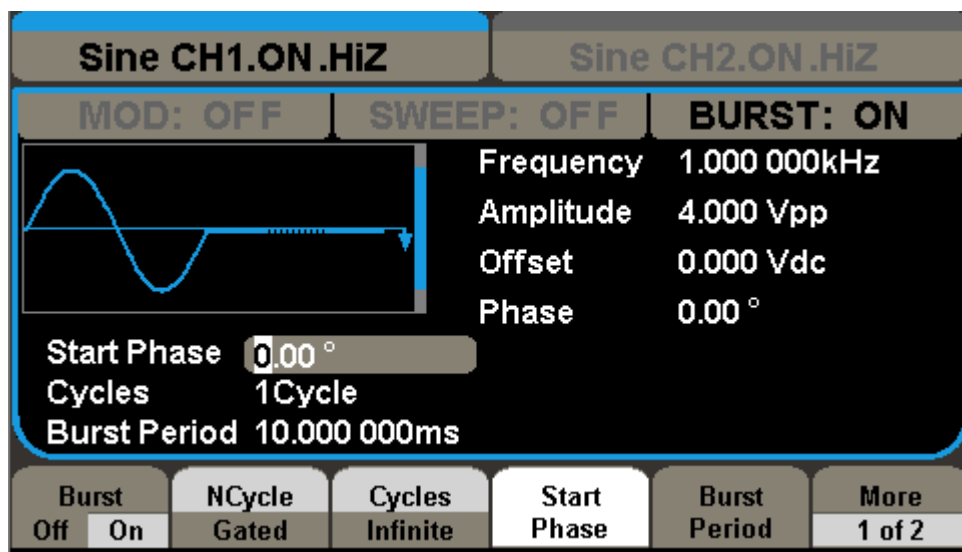 Sine CH1.ON.HiZ
Sine CH2.ON.HiZ
MOD: OFF
SWEEP: OFF
BURST: ON
Frequency 1.000 000kHz
Amplitude 4.000 Vpp
Offset 0.000 Vdc
Phase 0.00 °
Start Phase 0.00 °
Cycles 1Cycle
Burst Period 10.000 000ms
Burst
Off On
NCycle
Gated
Cycles
Infinite
Start
Phase
Burst
Period
More
1 of 2